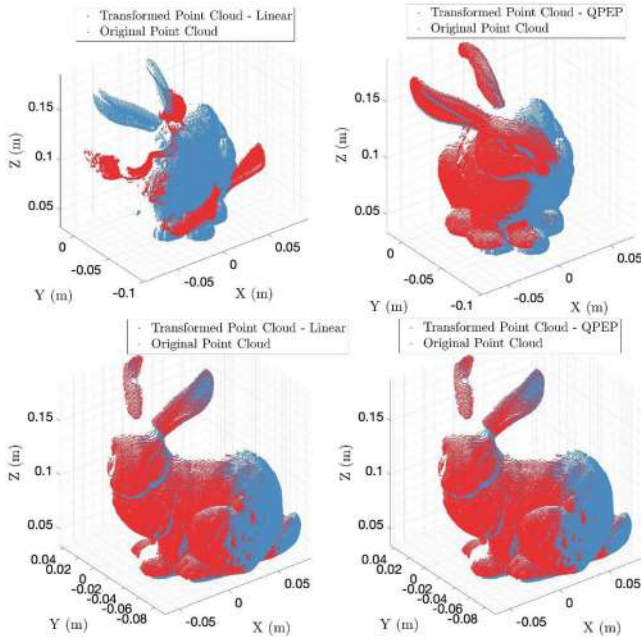 Transformed Point Cloud - Linear
Original Point Cloud
Z (m)
0.15
0.1
0.05
0
-0.05
-0.1
Y (m)
-0.05
0
0.05
X (m)
Transformed Point Cloud - QPEP
Original Point Cloud
Z (m)
0.15
0.1
0.05
0
-0.05
-0.1
Y (m)
-0.05
0
0.05
X (m)
Transformed Point Cloud - Linear
Original Point Cloud
Z (m)
0.15
0.1
0.05
0.04
0.02
0
-0.02
-0.04
-0.06
-0.08
Y (m)
-0.05
0
0.05
X (m)
Transformed Point Cloud - QPEP
Original Point Cloud
Z (m)
0.15
0.1
0.05
0.04
0.02
0
-0.02
-0.04
-0.06
-0.08
Y (m)
-0.05
0
0.05
X (m)